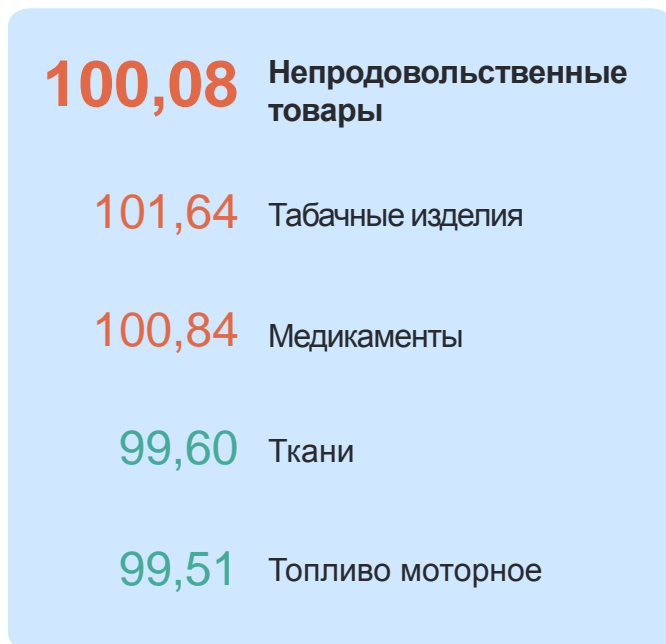 100,08 Непродовольственные
товары
101,64 Табачные изделия
100,84 Медикаменты
99,60 Ткани
99,51 Топливо моторное